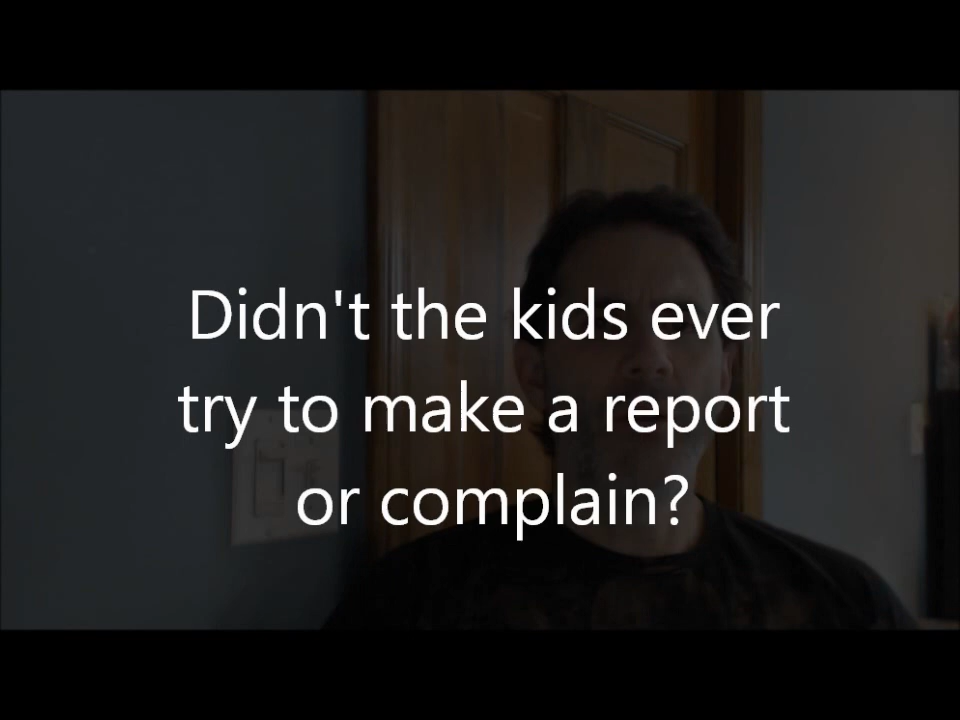 Didn't the kids ever
try to make a report
or complain?